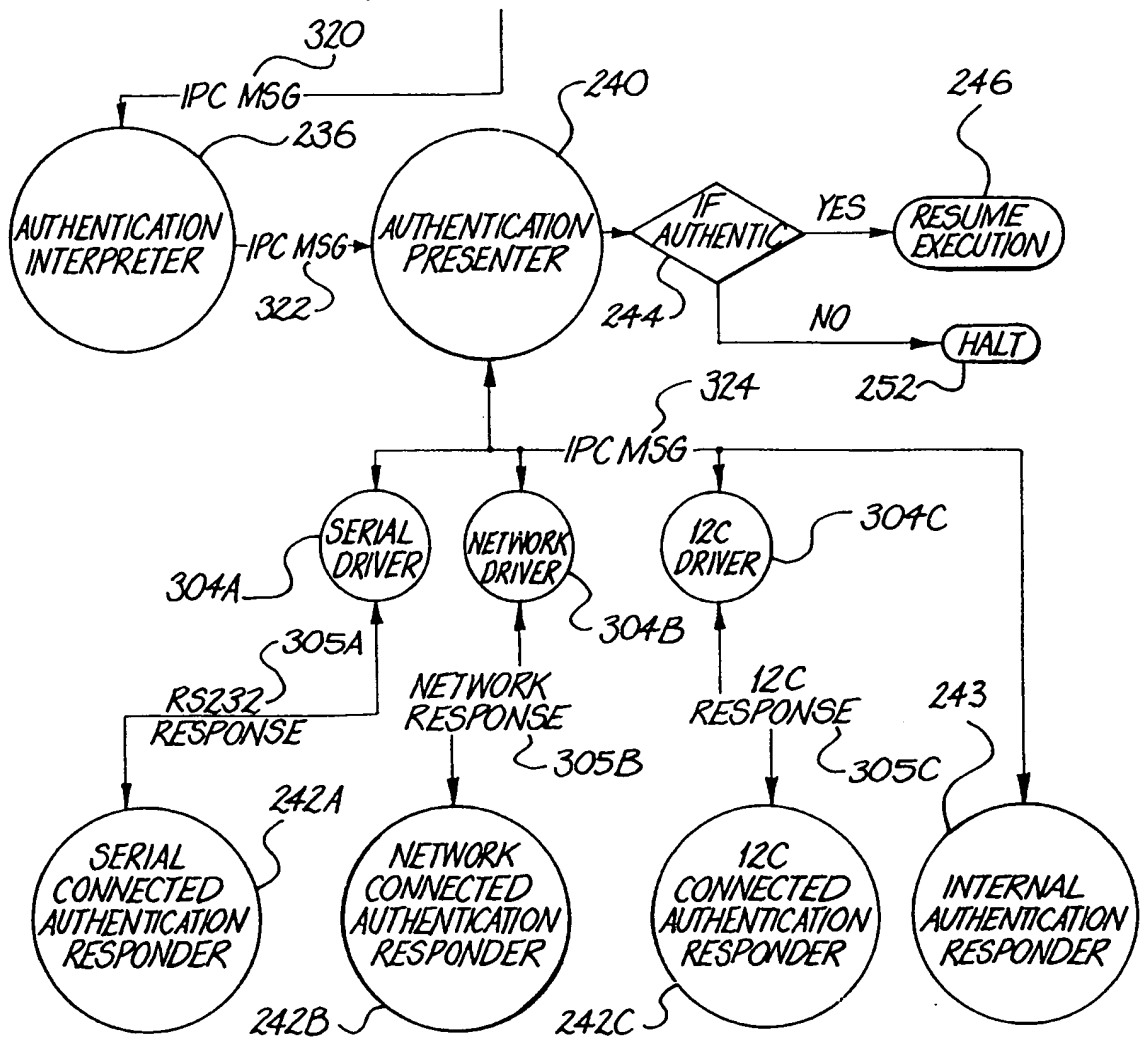 320
IPC MSG
236
240
246
AUTHENTICATION
INTERPRETER
IPC MSG
322
AUTHENTICATION
PRESENTER
IF
AUTHENTIC
244
YES
RESUME
EXECUTION
NO
HALT
252
324
IPC MSG
SERIAL
DRIVER
304A
NETWORK
DRIVER
304B
12C
DRIVER
304C
305A
RS232
RESPONSE
NETWORK
RESPONSE
305B
12C
RESPONSE
305C
243
242A
SERIAL
CONNECTED
AUTHENTICATION
RESPONDER
NETWORK
CONNECTED
AUTHENTICATION
RESPONDER
242B
12C
CONNECTED
AUTHENTICATION
RESPONDER
242C
INTERNAL
AUTHENTICATION
RESPONDER